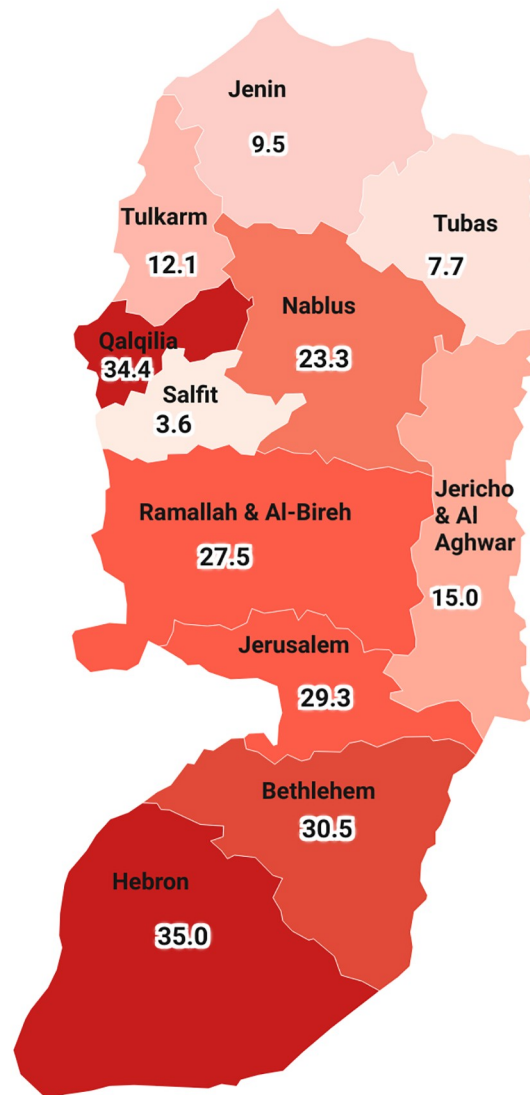 Jenin
9.5
Tulkarm
12.1
Tubas
7.7
Nablus
23.3
Qalqilia
34.4
Salfit
3.6
Jericho
& Al
Aghwar
15.0
Ramallah & Al-Bireh
27.5
Jerusalem
29.3
Bethlehem
30.5
Hebron
35.0